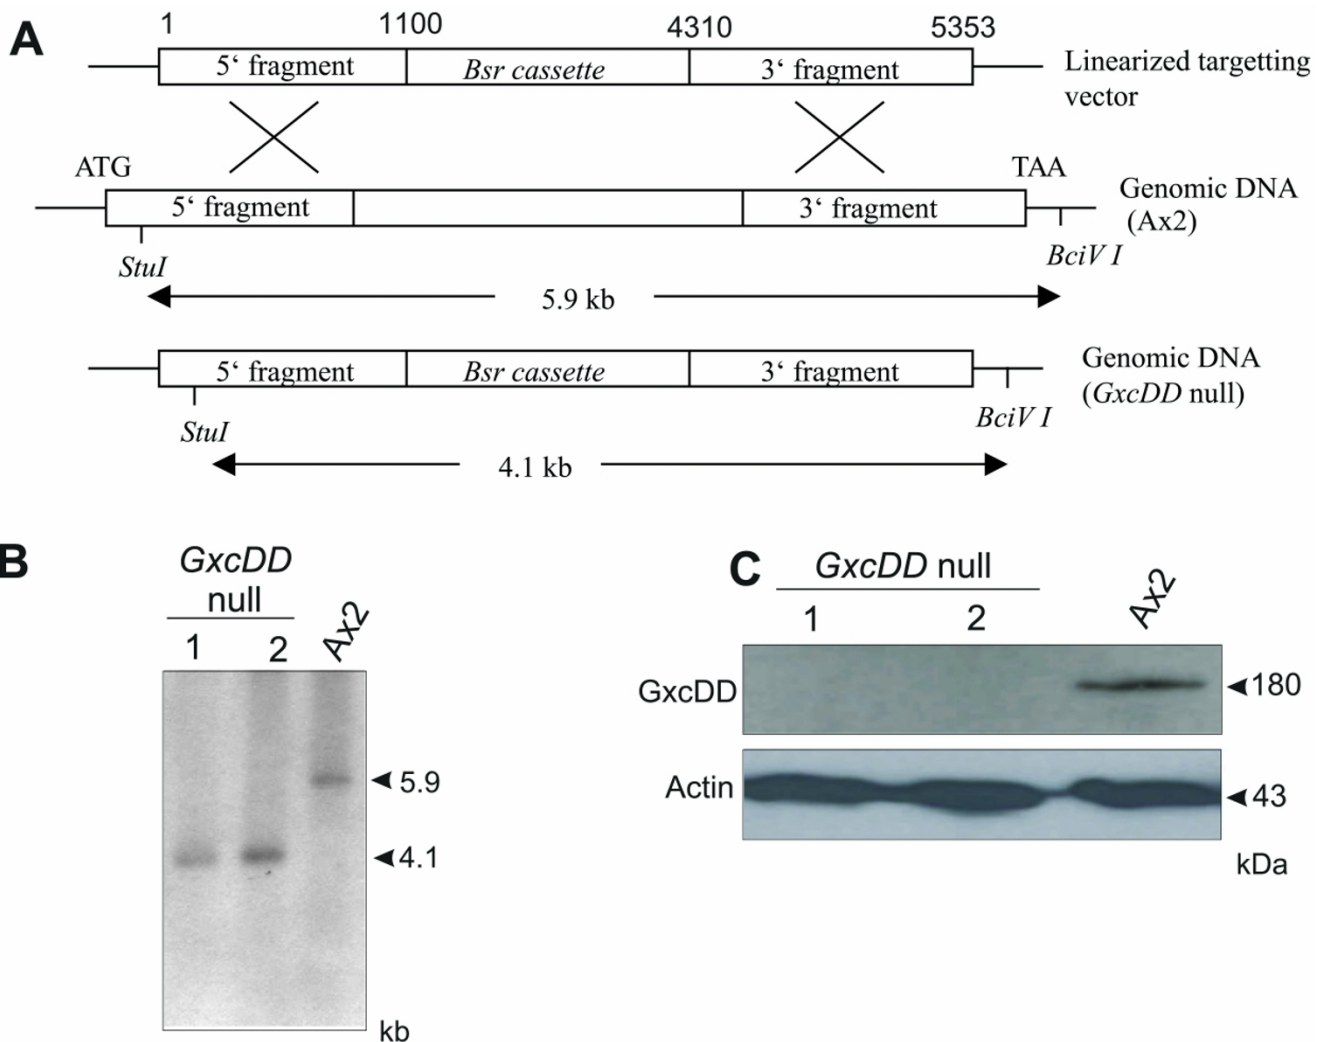 A
1 1100 4310 5353
5‘ fragment Bsr cassette 3‘ fragment
Linearized targetting
vector
ATG TAA
5‘ fragment 3‘ fragment
Genomic DNA
(Ax2)
StuI BciV I
5.9 kb
5‘ fragment Bsr cassette 3‘ fragment
Genomic DNA
(GxcDD null)
StuI BciV I
4.1 kb
B
GxcDD
null
1 2 Ax2
5.9
4.1
kb
C
GxcDD null
1 2 Ax2
GxcDD 180
Actin 43
kDa